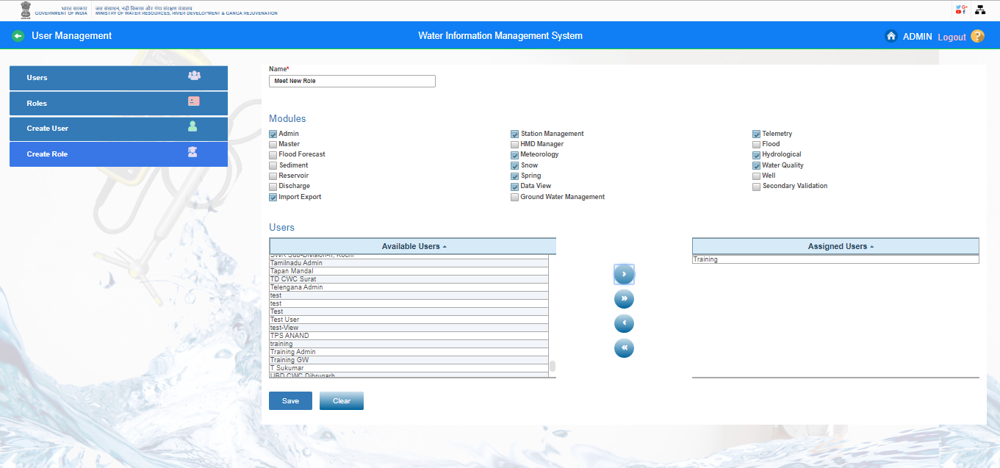 भारत सरकार
GOVERNMENT OF INDIA
जल संसाधन, नदी विकास और गंगा संरक्षण मंत्रालय
MINISTRY OF WATER RESOURCES, RIVER DEVELOPMENT & GANGA REJUVENATION
User Management
Water Information Management System
ADMIN
Logout
?
Users
Roles
Create User
Create Role
Name*
Meet New Role
Modules
Admin
Station Management
Telemetry
Master
HMD Manager
Flood
Flood Forecast
Meteorology
Hydrological
Sediment
Snow
Water Quality
Reservoir
Spring
Well
Discharge
Data View
Secondary Validation
Import Export
Ground Water Management
Users
Available Users
SWR Sub-Division-II, Kochi
Tamilnadu Admin
Tapan Mandal
TD CWC Surat
Telengana Admin
test
test
Test
Test User
test-View
TPS ANAND
training
Training Admin
Training GW
T Sukumar
UBD CWC Dibrugarh
Assigned Users
Training
Save
Clear